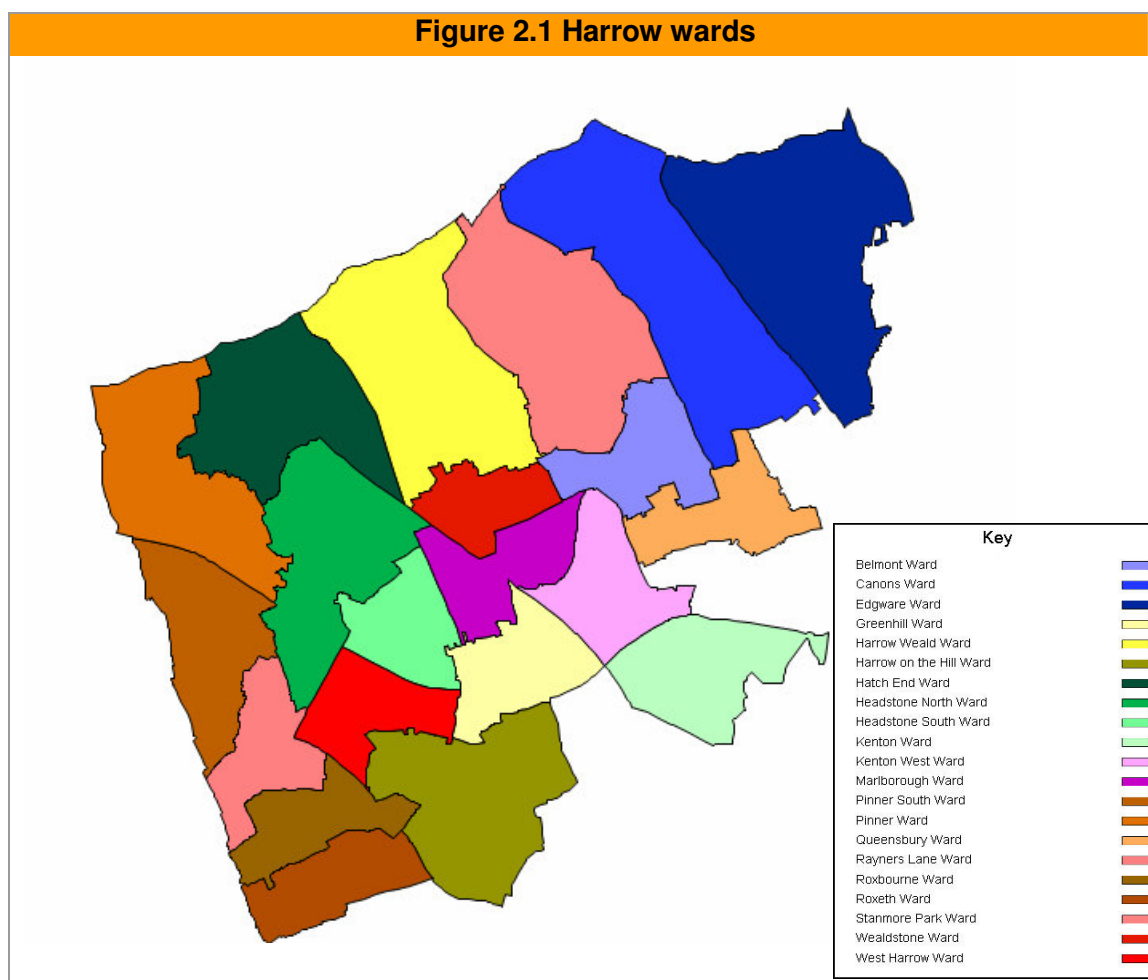 Figure 2.1 Harrow wards
Key
Belmont Ward
Canons Ward
Edgware Ward
Greenhill Ward
Harrow Weald Ward
Harrow on the Hill Ward
Hatch End Ward
Headstone North Ward
Headstone South Ward
Kenton Ward
Kenton West Ward
Marlborough Ward
Pinner South Ward
Pinner Ward
Queensbury Ward
Rayners Lane Ward
Roxbourne Ward
Roxeth Ward
Stanmore Park Ward
Wealdstone Ward
West Harrow Ward